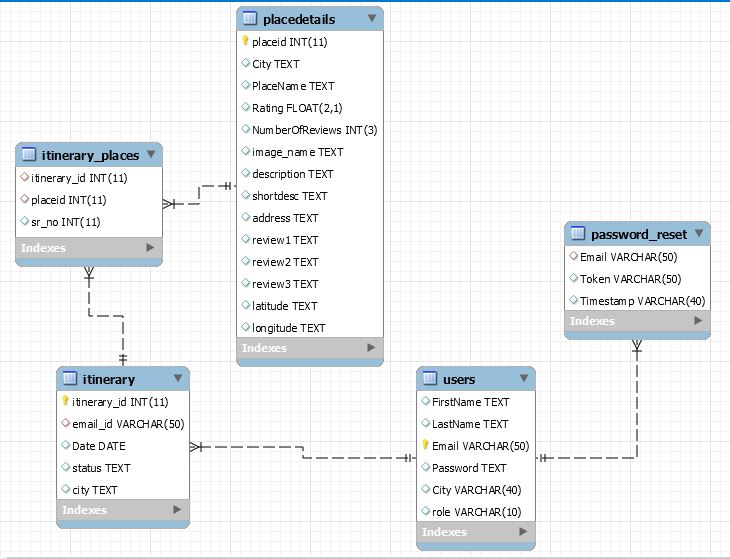 placedetails
placeid INT(11)
City TEXT
PlaceName TEXT
Rating FLOAT(2,1)
NumberOfReviews INT(3)
image_name TEXT
description TEXT
shortdesc TEXT
address TEXT
review1 TEXT
review2 TEXT
review3 TEXT
latitude TEXT
longitude TEXT
Indexes
itinerary_places
itinerary_id INT(11)
placeid INT(11)
sr_no INT(11)
Indexes
password_reset
Email VARCHAR(50)
Token VARCHAR(50)
Timestamp VARCHAR(40)
Indexes
itinerary
itinerary_id INT(11)
email_id VARCHAR(50)
Date DATE
status TEXT
city TEXT
Indexes
users
FirstName TEXT
LastName TEXT
Email VARCHAR(50)
Password TEXT
City VARCHAR(40)
role VARCHAR(10)
Indexes